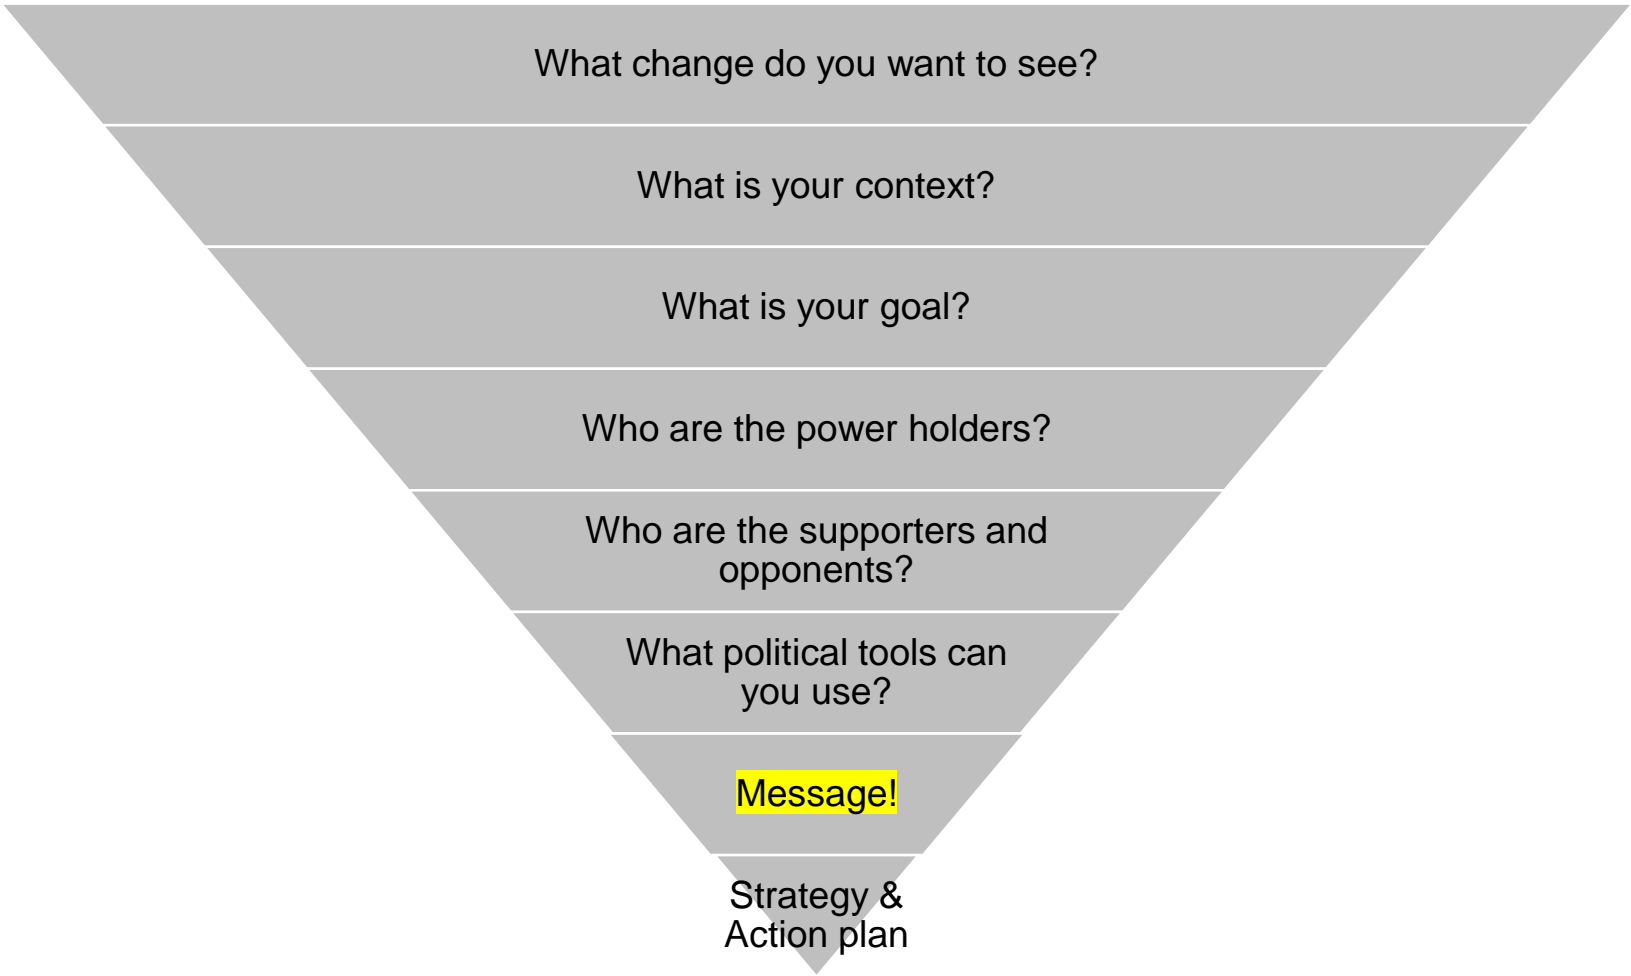 What change do you want to see?
What is your context?
What is your goal?
Who are the power holders?
Who are the supporters and
opponents?
What political tools can
you use?
Message!
Strategy &
Action plan